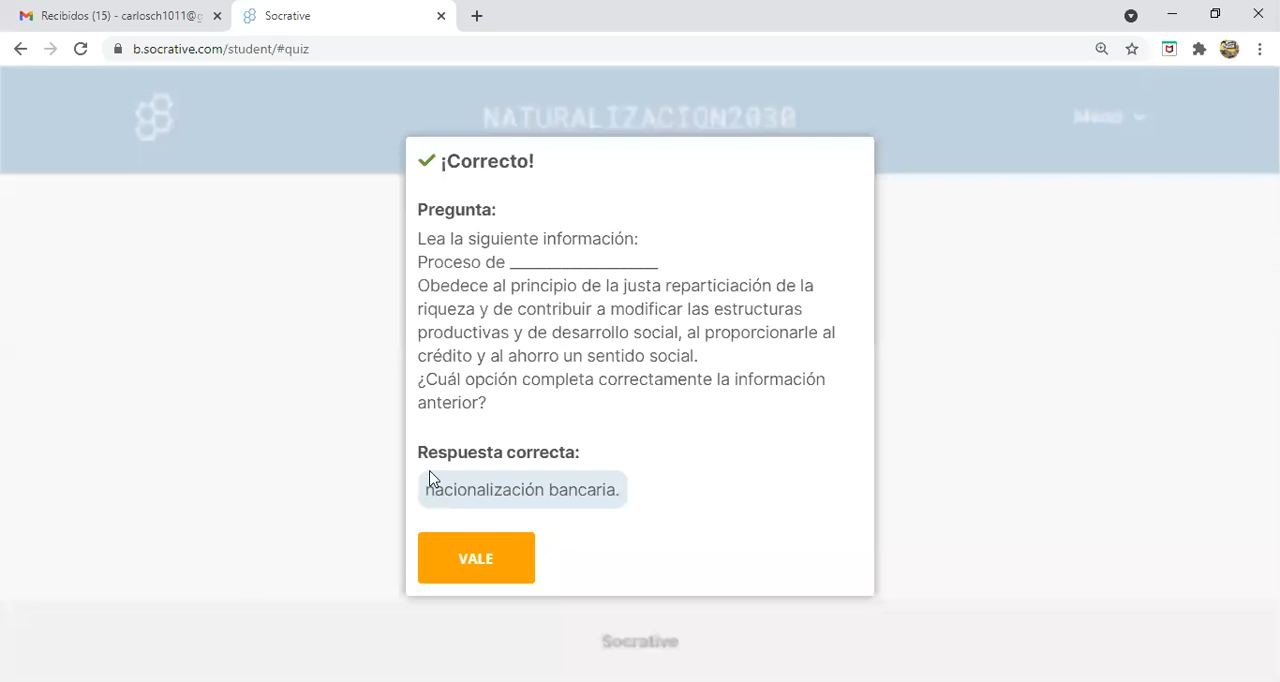 Recibidos (15) - carlosch1011@g
Socrative
b.socrative.com/student/#quiz
NATURALIZACION2030
Menú
¡Correcto!
Pregunta:
Lea la siguiente información:
Proceso de __________________
Obedece al principio de la justa reparticiación de la
riqueza y de contribuir a modificar las estructuras
productivas y de desarrollo social, al proporcionarle al
crédito y al ahorro un sentido social.
¿Cuál opción completa correctamente la información
anterior?
Respuesta correcta:
nacionalización bancaria.
VALE
Socrative